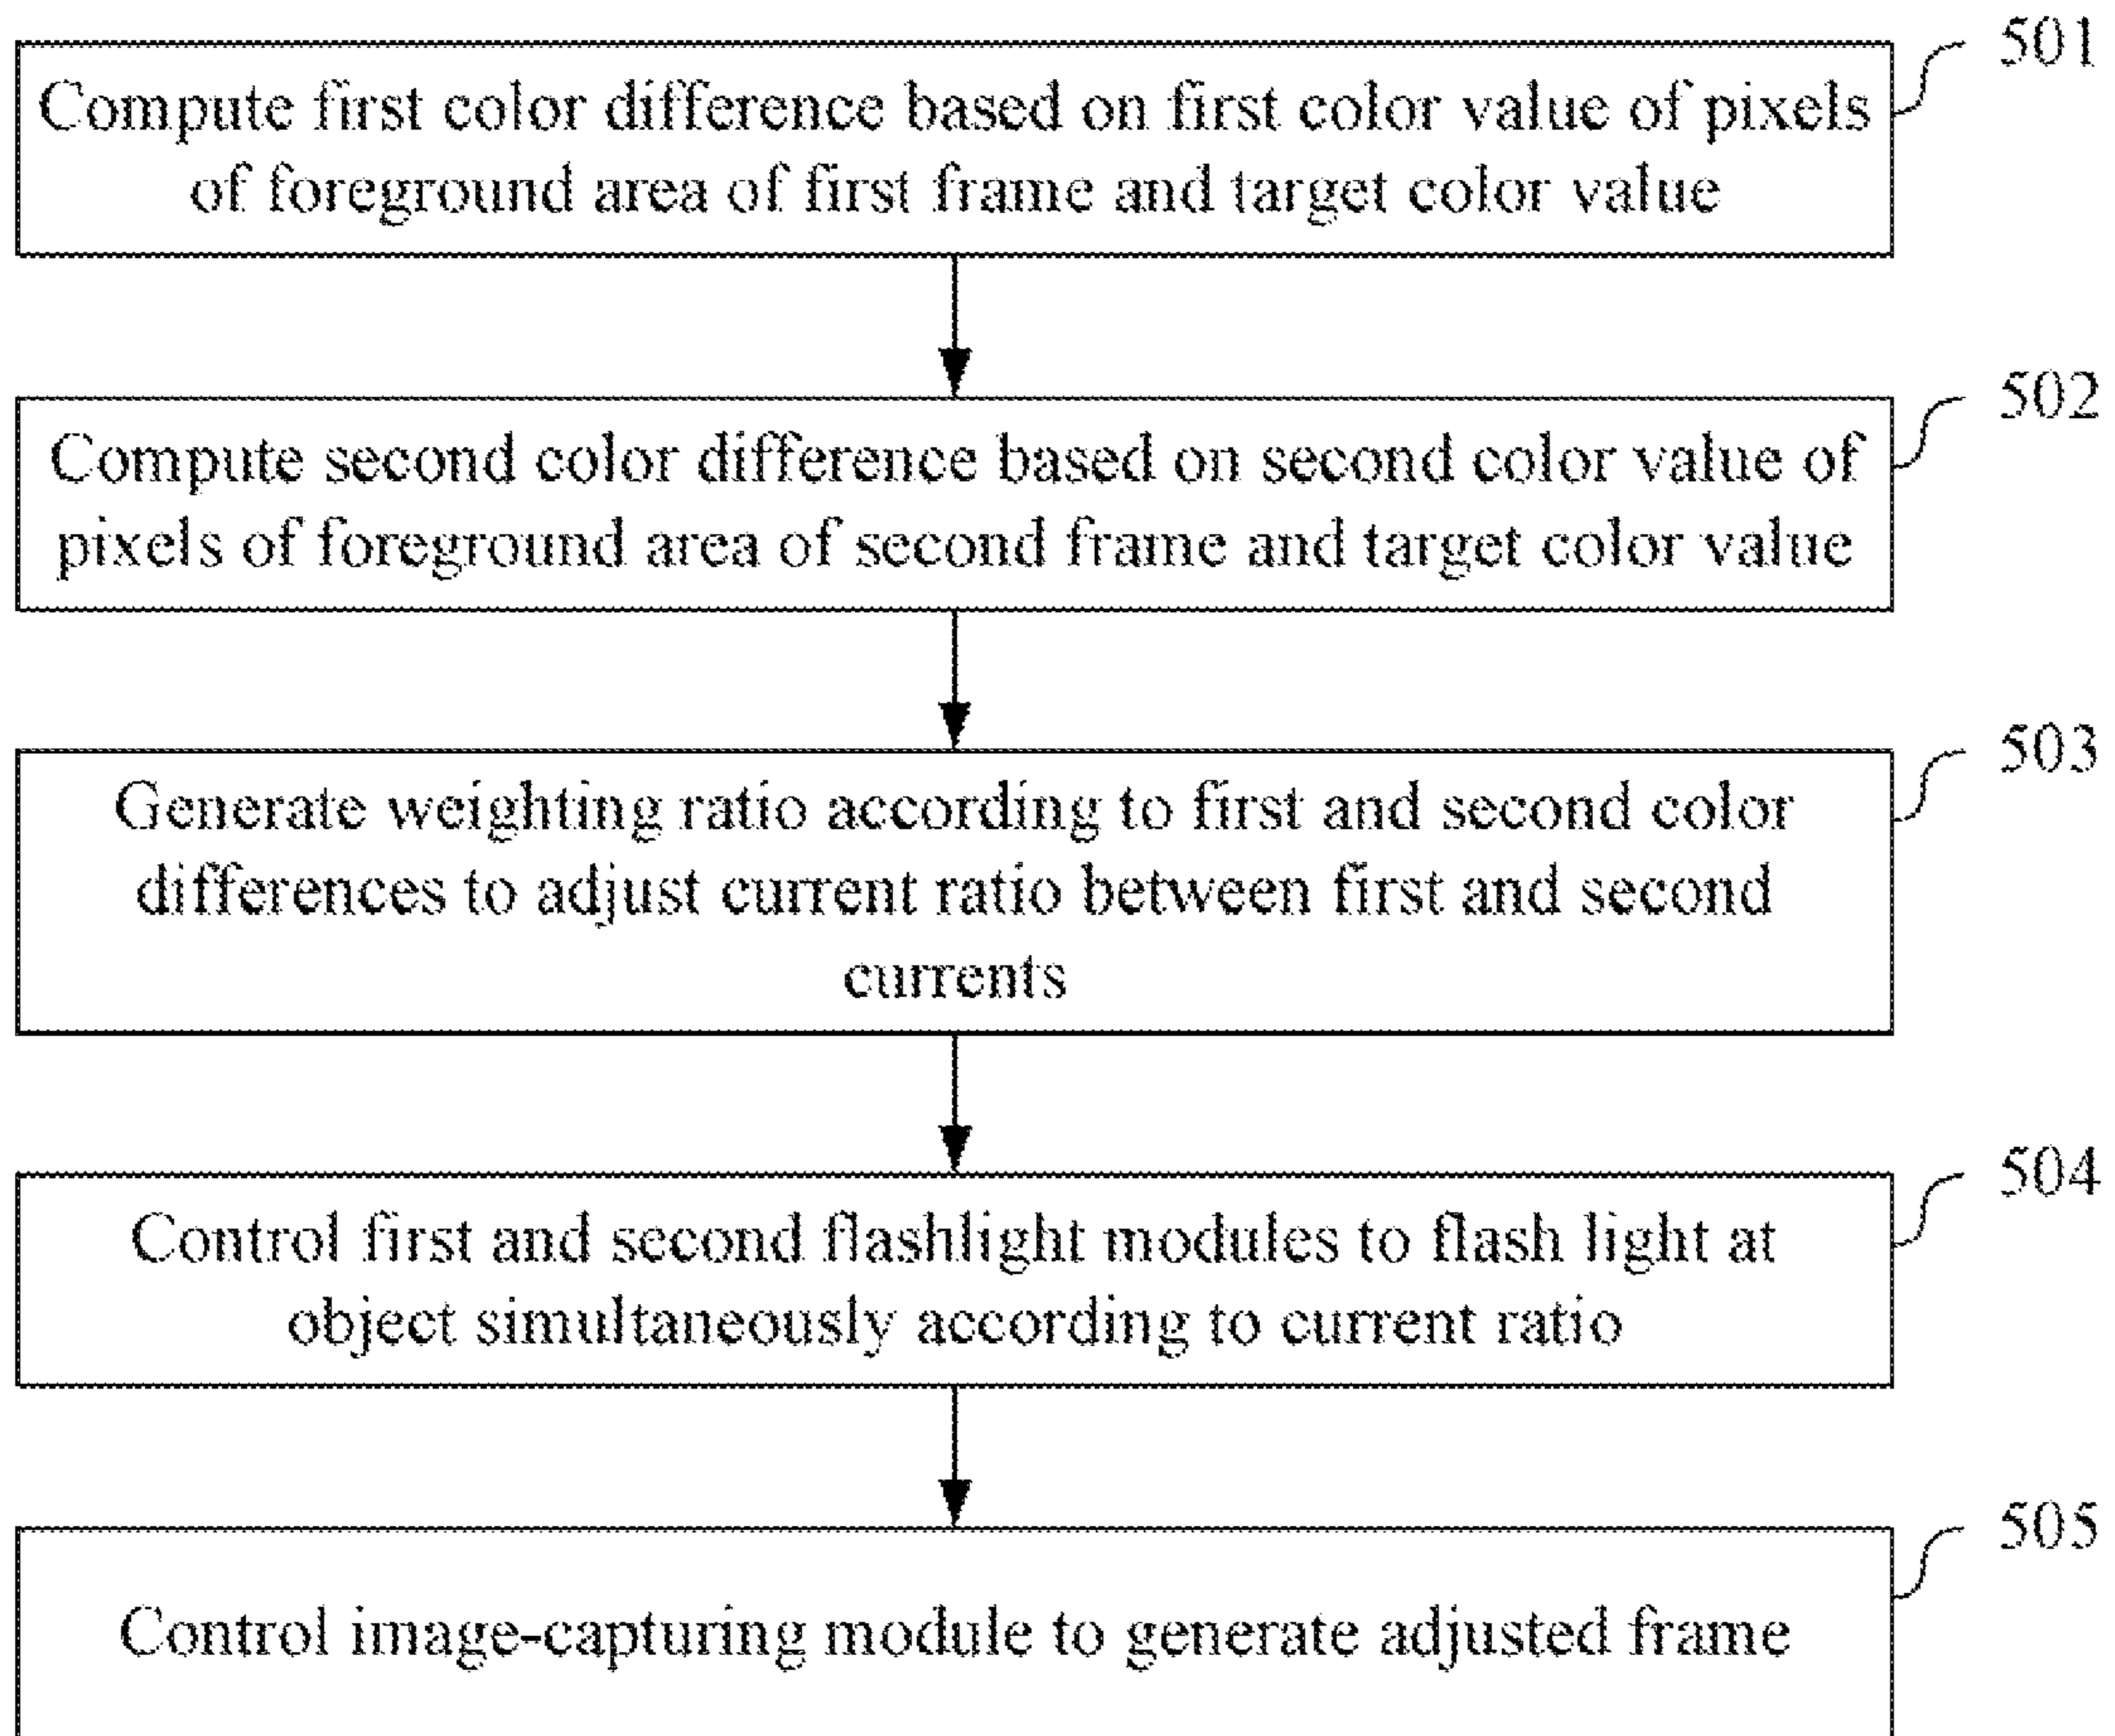 501
Compute first color difference based on first color value of pixels
of foreground area of first frame and target color value
502
Compute second color difference based on second color value of
pixels of foreground area of second frame and target color value
503
Generate weighting ratio according to first and second color
differences to adjust current ratio between first and second
currents
504
Control first and second flashlight modules to flash light at
object simultaneously according to current ratio
505
Control image-capturing module to generate adjusted frame